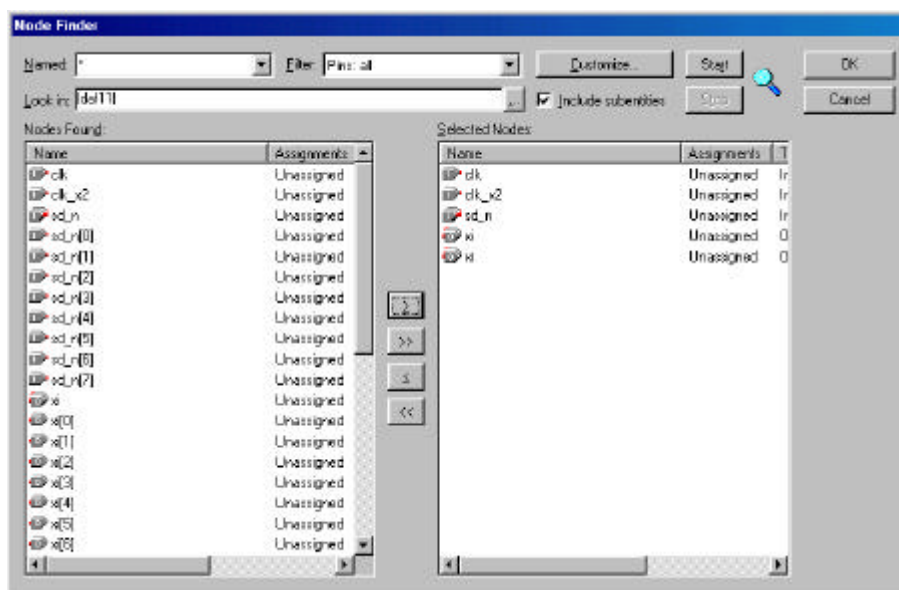 Node Finder
Named: * Filter: Pins: all Customize... Start OK
Look in: Include subentities Stop Cancel
Nodes Found: Selected Nodes:
Name Assignments Name Assignments T
clk Unassigned clk Unassigned In
clk_x2 Unassigned clk_x2 Unassigned In
sd_n Unassigned sd_n Unassigned In
sd_n[0] Unassigned xi Unassigned O
sd_n[1] Unassigned xi Unassigned O
sd_n[2] Unassigned
sd_n[3] Unassigned
sd_n[4] Unassigned >
sd_n[5] Unassigned
sd_n[6] Unassigned >>
sd_n[7] Unassigned <
xi Unassigned
xi[0] Unassigned <<
xi[1] Unassigned
xi[2] Unassigned
xi[3] Unassigned
xi[4] Unassigned
xi[5] Unassigned
xi[6] Unassigned